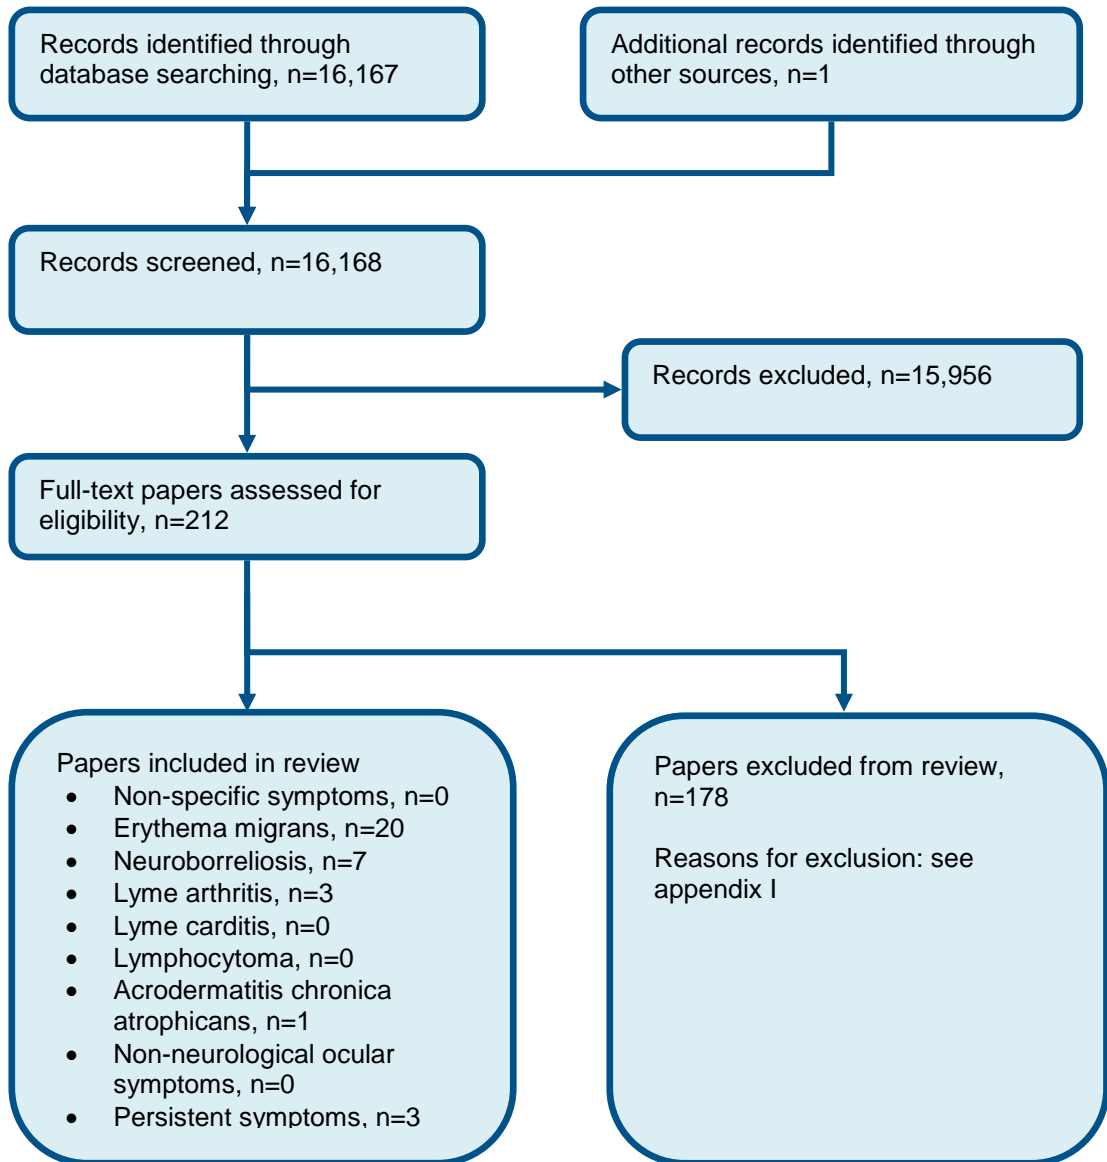 Records identified through
database searching, n=16,167
Additional records identified through
other sources, n=1
Records screened, n=16,168
Records excluded, n=15,956
Full-text papers assessed for
eligibility, n=212
Papers included in review
• Non-specific symptoms, n=0
• Erythema migrans, n=20
• Neuroborreliosis, n=7
• Lyme arthritis, n=3
• Lyme carditis, n=0
• Lymphocytoma, n=0
• Acrodermatitis chronica
atrophicans, n=1
• Non-neurological ocular
symptoms, n=0
• Persistent symptoms, n=3
Papers excluded from review,
n=178
Reasons for exclusion: see
appendix I